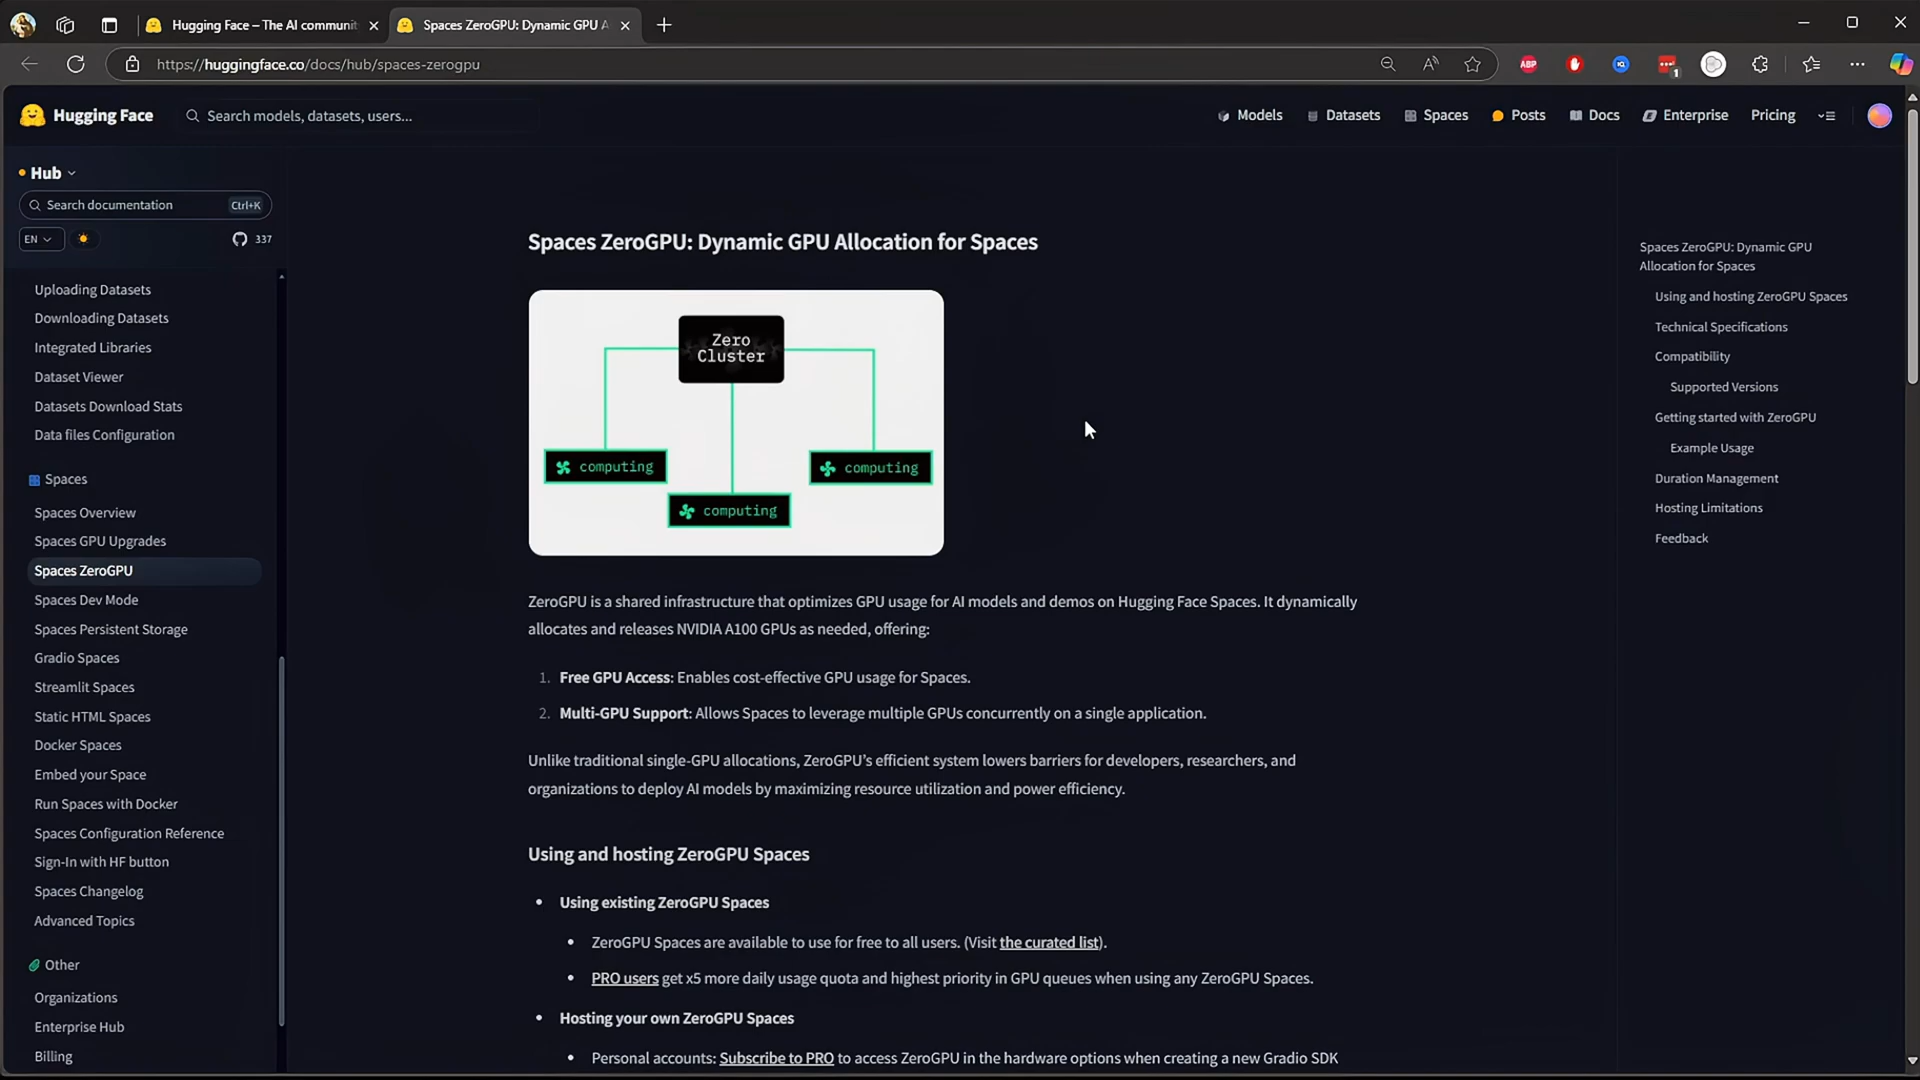 Hugging Face – The AI communit
Spaces ZeroGPU: Dynamic GPU A
https://huggingface.co/docs/hub/spaces-zerogpu
ABP
1
Hugging Face
Search models, datasets, users...
Models
Datasets
Spaces
Posts
Docs
Enterprise
Pricing
Hub
Search documentation
Ctrl+K
EN
337
Uploading Datasets
Downloading Datasets
Integrated Libraries
Dataset Viewer
Datasets Download Stats
Data files Configuration
Spaces
Spaces Overview
Spaces GPU Upgrades
Spaces ZeroGPU
Spaces Dev Mode
Spaces Persistent Storage
Gradio Spaces
Streamlit Spaces
Static HTML Spaces
Docker Spaces
Embed your Space
Run Spaces with Docker
Spaces Configuration Reference
Sign-In with HF button
Spaces Changelog
Advanced Topics
Other
Organizations
Enterprise Hub
Billing
Spaces ZeroGPU: Dynamic GPU Allocation for Spaces
Zero
Cluster
computing
computing
computing
ZeroGPU is a shared infrastructure that optimizes GPU usage for AI models and demos on Hugging Face Spaces. It dynamically
allocates and releases NVIDIA A100 GPUs as needed, offering:
1. Free GPU Access: Enables cost-effective GPU usage for Spaces.
2. Multi-GPU Support: Allows Spaces to leverage multiple GPUs concurrently on a single application.
Unlike traditional single-GPU allocations, ZeroGPU’s efficient system lowers barriers for developers, researchers, and
organizations to deploy AI models by maximizing resource utilization and power efficiency.
Using and hosting ZeroGPU Spaces
• Using existing ZeroGPU Spaces
• ZeroGPU Spaces are available to use for free to all users. (Visit the curated list).
• PRO users get x5 more daily usage quota and highest priority in GPU queues when using any ZeroGPU Spaces.
• Hosting your own ZeroGPU Spaces
• Personal accounts: Subscribe to PRO to access ZeroGPU in the hardware options when creating a new Gradio SDK
Spaces ZeroGPU: Dynamic GPU
Allocation for Spaces
Using and hosting ZeroGPU Spaces
Technical Specifications
Compatibility
Supported Versions
Getting started with ZeroGPU
Example Usage
Duration Management
Hosting Limitations
Feedback